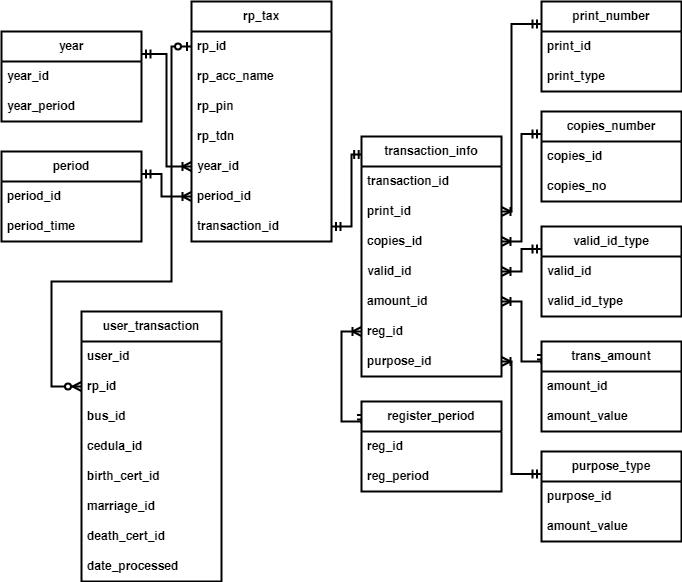 year
year_id
year_period
period
period_id
period_time
rp_tax
rp_id
rp_acc_name
rp_pin
rp_tdn
year_id
period_id
transaction_id
user_transaction
user_id
rp_id
bus_id
cedula_id
birth_cert_id
marriage_id
death_cert_id
date_processed
transaction_info
transaction_id
print_id
copies_id
valid_id
amount_id
reg_id
purpose_id
register_period
reg_id
reg_period
print_number
print_id
print_type
copies_number
copies_id
copies_no
valid_id_type
valid_id
valid_id_type
trans_amount
amount_id
amount_value
purpose_type
purpose_id
amount_value